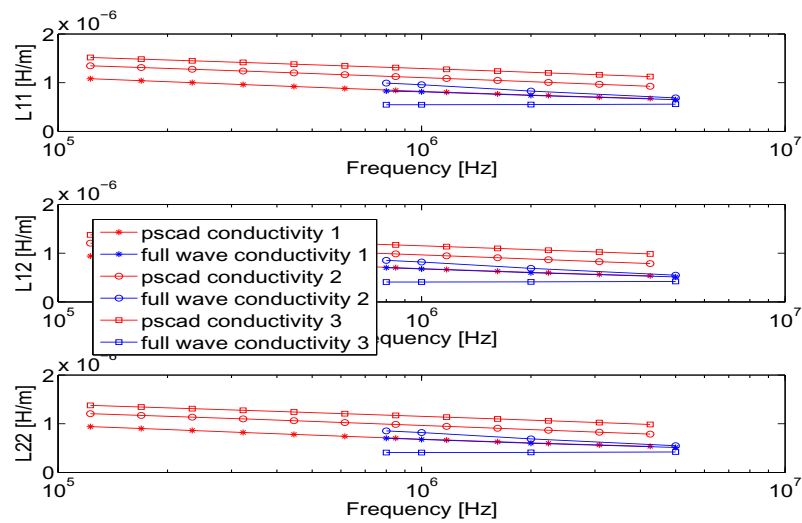 x 10^-6
2
1
0
L11 [H/m]
10^5
10^6
10^7
Frequency [Hz]
x 10^-6
2
1
0
L12 [H/m]
pscad conductivity 1
full wave conductivity 1
pscad conductivity 2
full wave conductivity 2
pscad conductivity 3
full wave conductivity 3
10^5
10^6
10^7
requency [Hz]
x 10^-6
2
1
0
L22 [H/m]
10^5
10^6
10^7
Frequency [Hz]